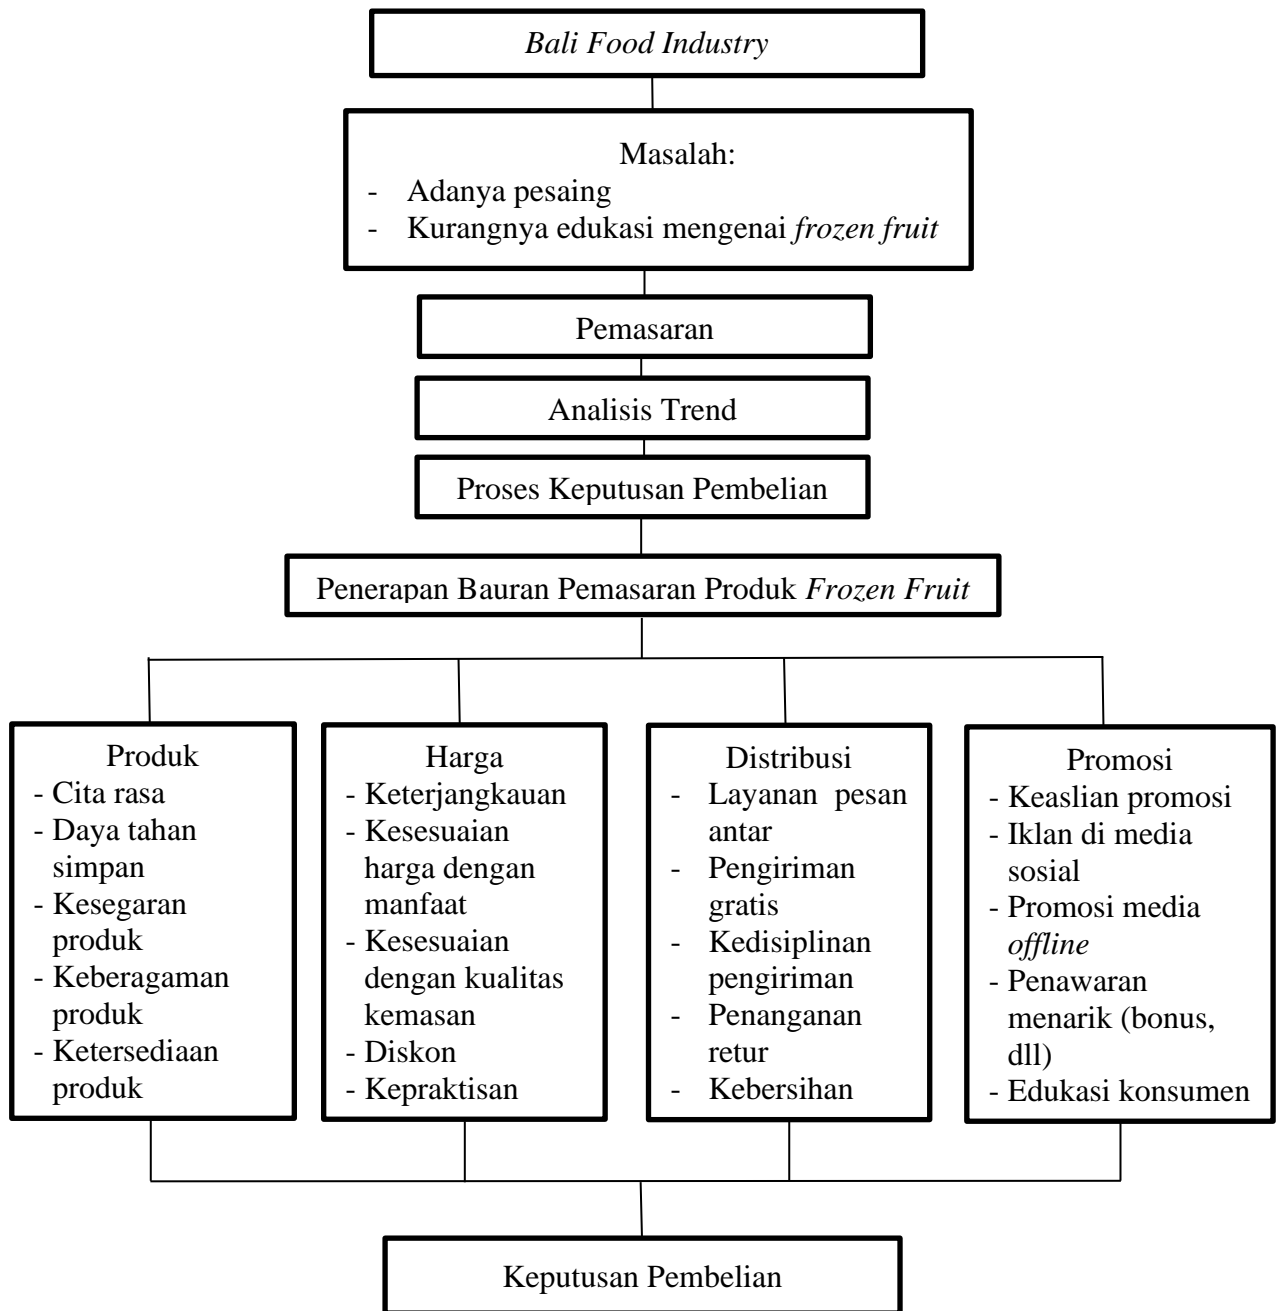 Bali Food Industry
Masalah:
- Adanya pesaing
- Kurangnya edukasi mengenai frozen fruit
Pemasaran
Analisis Trend
Proses Keputusan Pembelian
Penerapan Bauran Pemasaran Produk Frozen Fruit
Produk
- Cita rasa
- Daya tahan
simpan
- Kesegaran
produk
- Keberagaman
produk
- Ketersediaan
produk
Harga
- Keterjangkauan
- Kesesuaian
harga dengan
manfaat
- Kesesuaian
dengan kualitas
kemasan
- Diskon
- Kepraktisan
Distribusi
- Layanan pesan
antar
- Pengiriman
gratis
- Kedisiplinan
pengiriman
- Penanganan
retur
- Kebersihan
Promosi
- Keaslian promosi
- Iklan di media
sosial
- Promosi media
offline
- Penawaran
menarik (bonus,
dll)
- Edukasi konsumen
Keputusan Pembelian